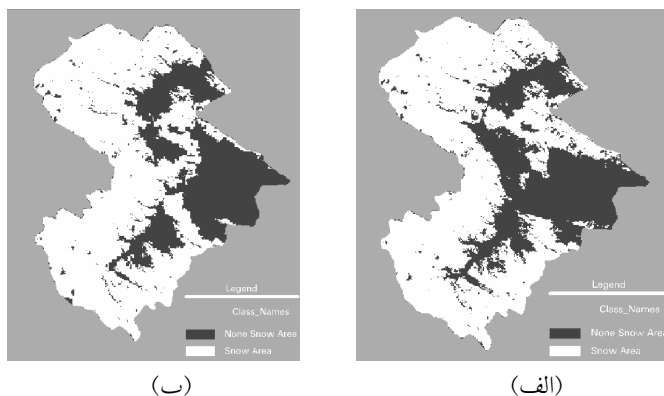 Legend
Class_Names
None Snow Area
Snow Area
(ب)
Legend
Class_Names
None Snow Area
Snow Area
(الف)